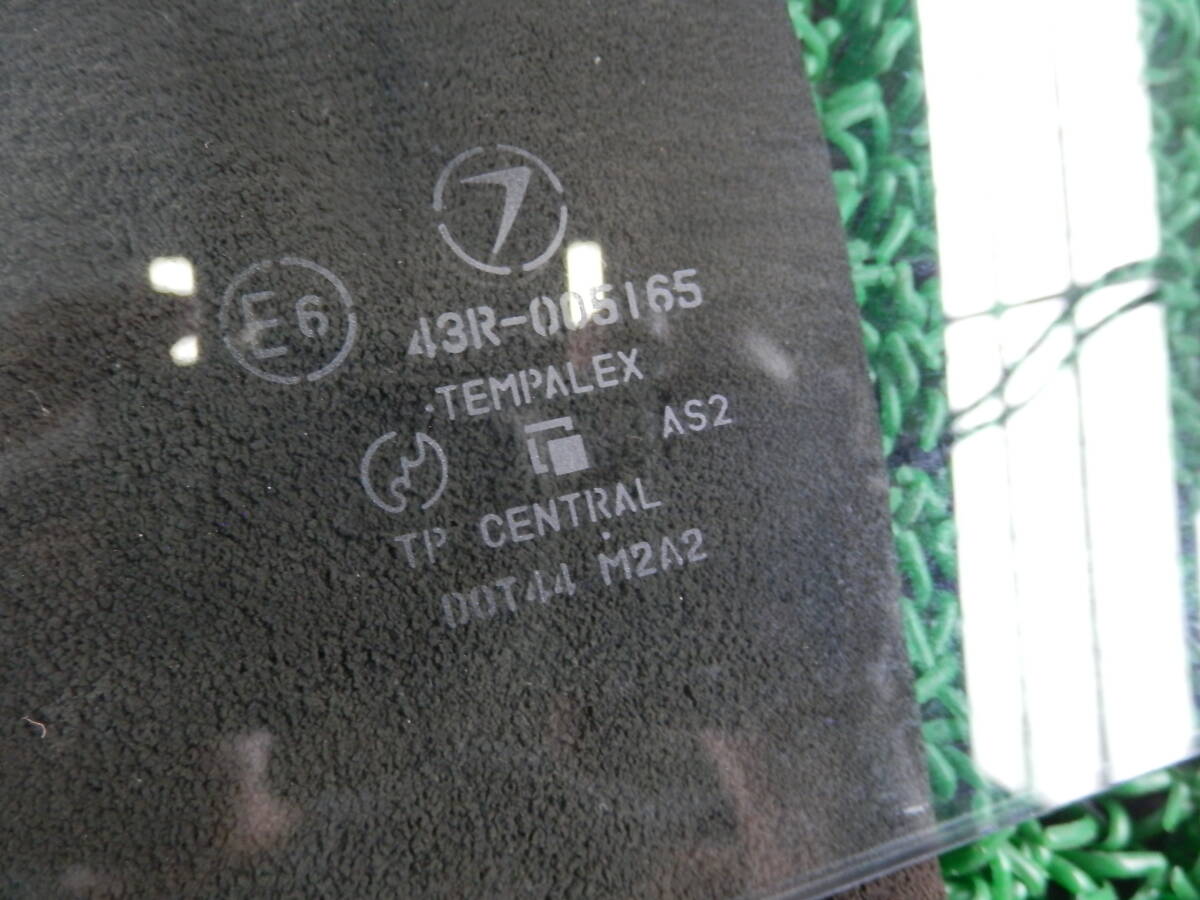 E6
43R-005165
TEMPALEX
AS2
TP CENTRAL
DOT44 M2A2